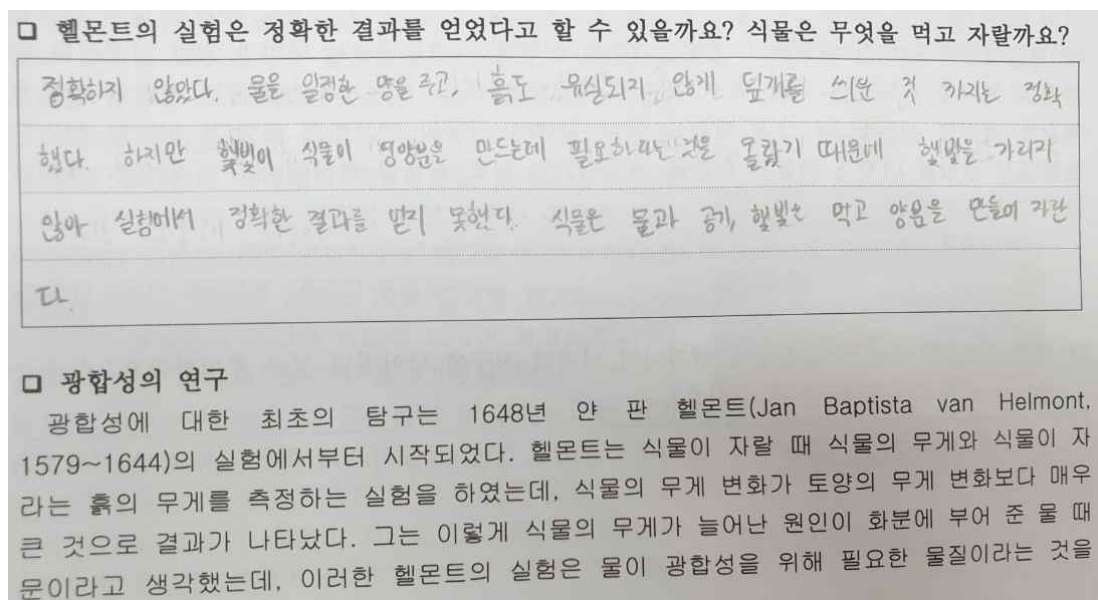 □ 헬몬트의 실험은 정확한 결과를 얻었다고 할 수 있을까요? 식물은 무엇을 먹고 자랄까요?
정확하지 않았다. 물을 일정한 양을 주고, 흙도 유실되지 않게 덮개를 씌운 것 까지는 정확
했다. 하지만 햇빛이 식물이 영양분을 만드는데 필요하다는 것을 몰랐기 때문에 햇빛을 가리지
않아 실험에서 정확한 결과를 얻지 못했다. 식물은 물과 공기, 햇빛을 먹고 양분을 만들어 자란
다.
□ 광합성의 연구
광합성에 대한 최초의 탐구는 1648년 얀 판 헬몬트(Jan Baptista van Helmont,
1579~1644)의 실험에서부터 시작되었다. 헬몬트는 식물이 자랄 때 식물의 무게와 식물이 자
라는 흙의 무게를 측정하는 실험을 하였는데, 식물의 무게 변화가 토양의 무게 변화보다 매우
큰 것으로 결과가 나타났다. 그는 이렇게 식물의 무게가 늘어난 원인이 화분에 부어 준 물 때
문이라고 생각했는데, 이러한 헬몬트의 실험은 물이 광합성을 위해 필요한 물질이라는 것을